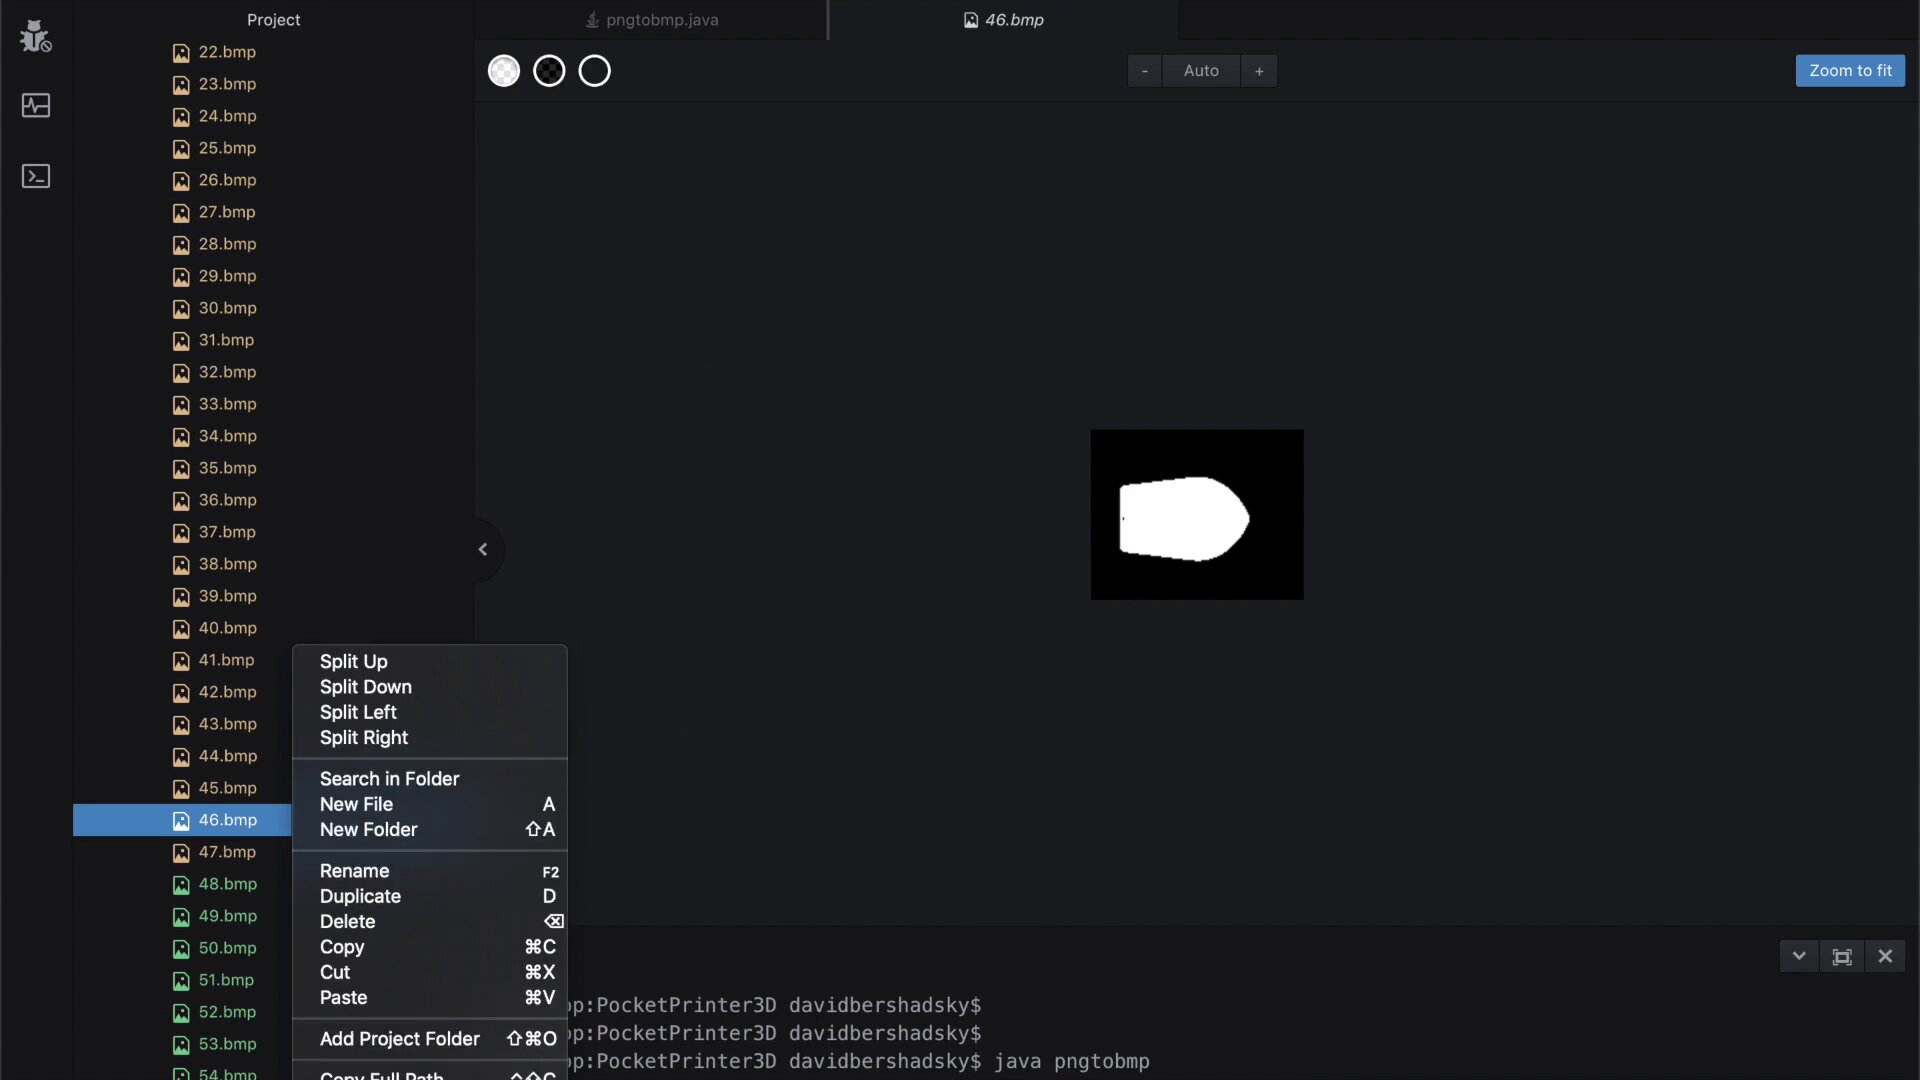 Project
pngtobmp.java
46.bmp
22.bmp
23.bmp
24.bmp
25.bmp
26.bmp
27.bmp
28.bmp
29.bmp
30.bmp
31.bmp
32.bmp
33.bmp
34.bmp
35.bmp
36.bmp
37.bmp
38.bmp
39.bmp
40.bmp
41.bmp
42.bmp
43.bmp
44.bmp
45.bmp
46.bmp
47.bmp
48.bmp
49.bmp
50.bmp
51.bmp
52.bmp
53.bmp
54.bmp
- Auto +
Zoom to fit
Split Up
Split Down
Split Left
Split Right
Search in Folder
New File A
New Folder ⇧A
Rename F2
Duplicate D
Delete ⌫
Copy ⌘C
Cut ⌘X
Paste ⌘V
Add Project Folder ⇧⌘O
Copy Full Path ^⇧C
op:PocketPrinter3D davidbershadsky$
op:PocketPrinter3D davidbershadsky$
op:PocketPrinter3D davidbershadsky$ java pngtobmp